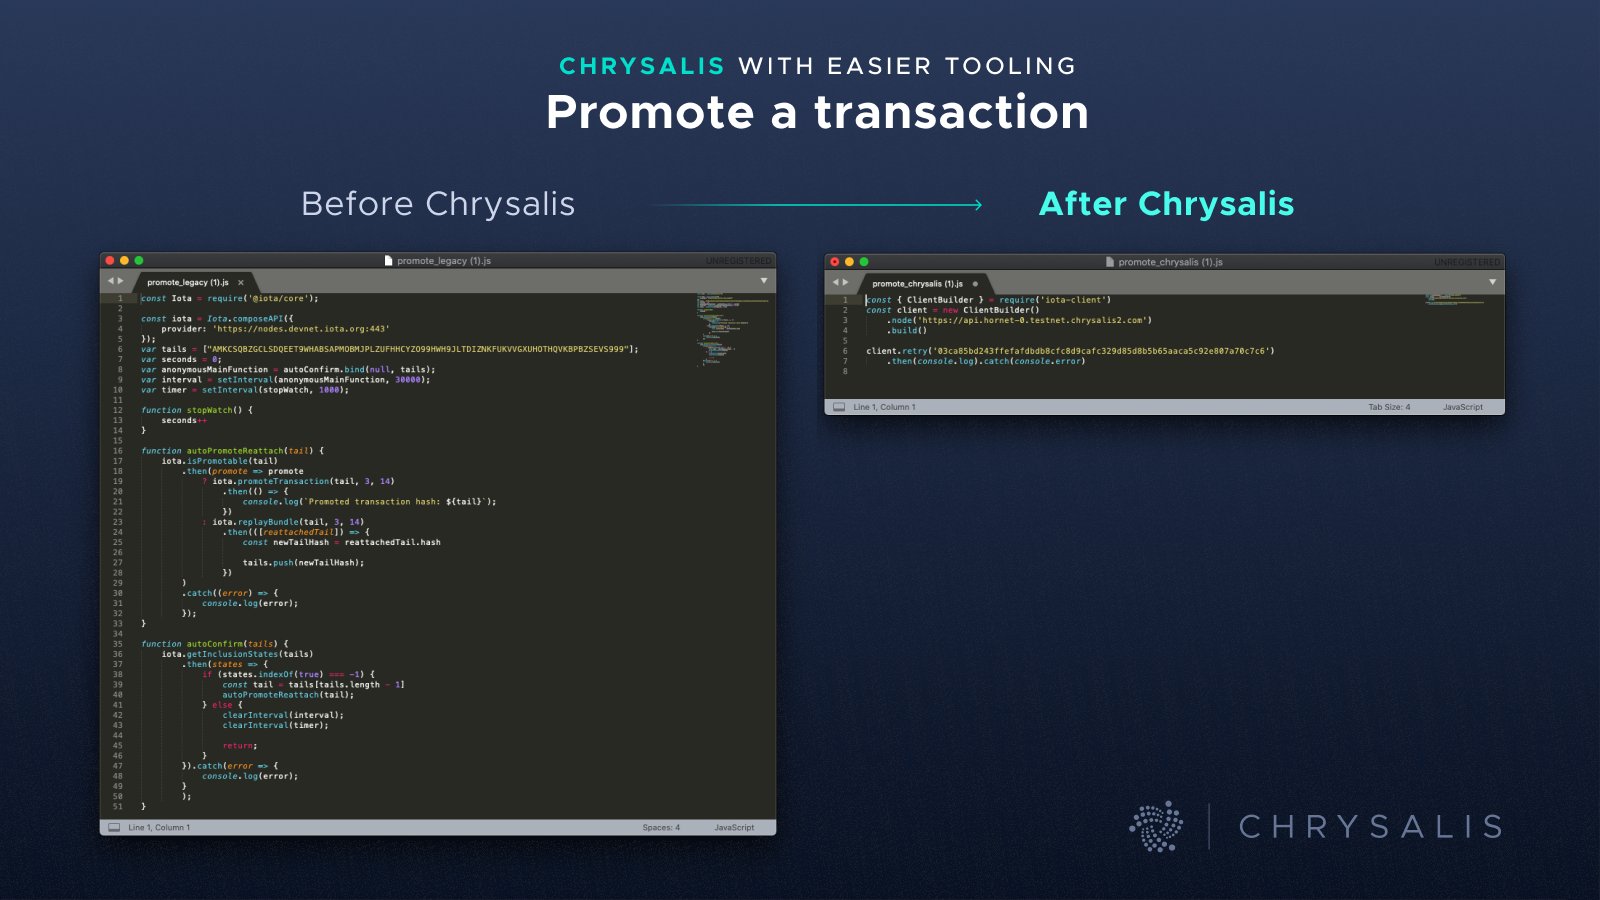 CHRYSALIS WITH EASIER TOOLING
Promote a transaction
Before Chrysalis
After Chrysalis
promote_legacy (1).js
UNREGISTERED
promote_legacy (1).js ×
1 const Iota = require('@iota/core');
2
3 const iota = Iota.composeAPI({
4 provider: 'https://nodes.devnet.iota.org:443'
5 });
6 var tails = ["AMKCSQBZGCLSDQEET9WHABSAPMOBMJPLZUFHHCYZO99HWH9JLTDIZNKFUKVVGXUHOTHQVKBPBZSEVS999"];
7 var seconds = 0;
8 var anonymousMainFunction = autoConfirm.bind(null, tails);
9 var interval = setInterval(anonymousMainFunction, 30000);
10 var timer = setInterval(stopWatch, 1000);
11
12 function stopWatch() {
13 seconds++
14 }
15
16 function autoPromoteReattach(tail) {
17 iota.isPromotable(tail)
18 .then(promote => promote
19 ? iota.promoteTransaction(tail, 3, 14)
20 .then(() => {
21 console.log(`Promoted transaction hash: ${tail}`);
22 })
23 : iota.replayBundle(tail, 3, 14)
24 .then(([reattachedTail]) => {
25 const newTailHash = reattachedTail.hash
26
27 tails.push(newTailHash);
28 })
29 )
30 .catch((error) => {
31 console.log(error);
32 });
33 }
34
35 function autoConfirm(tails) {
36 iota.getInclusionStates(tails)
37 .then(states => {
38 if (states.indexOf(true) === -1) {
39 const tail = tails[tails.length - 1]
40 autoPromoteReattach(tail);
41 } else {
42 clearInterval(interval);
43 clearInterval(timer);
44
45 return;
46 }
47 }).catch(error => {
48 console.log(error);
49 }
50 );
51 }
Line 1, Column 1
Spaces: 4
JavaScript
promote_chrysalis (1).js
UNREGISTERED
promote_chrysalis (1).js
1 const { ClientBuilder } = require('iota-client')
2 const client = new ClientBuilder()
3 .node('https://api.hornet-0.testnet.chrysalis2.com')
4 .build()
5
6 client.retry('03ca85bd243ffefafdbdb8cfc8d9cafc329d85d8b5b65aaca5c92e807a70c7c6')
7 .then(console.log).catch(console.error)
8
Line 1, Column 1
Tab Size: 4
JavaScript
CHRYSALIS